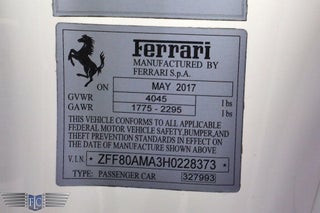 Ferrari
MANUFACTURED BY
FERRARI S.p.A.
ON MAY 2017
GVWR 4045 lbs
GAWR 1775 - 2295 lbs
THIS VEHICLE CONFORMS TO ALL APPLICABLE
FEDERAL MOTOR VEHICLE SAFETY, BUMPER, AND
THEFT PREVENTION STANDARDS IN EFFECT ON
THE DATE OF MANUFACTURE SHOWN ABOVE
V.I.N. ZFF80AMA3H0228373
TYPE: PASSENGER CAR 327993
FC